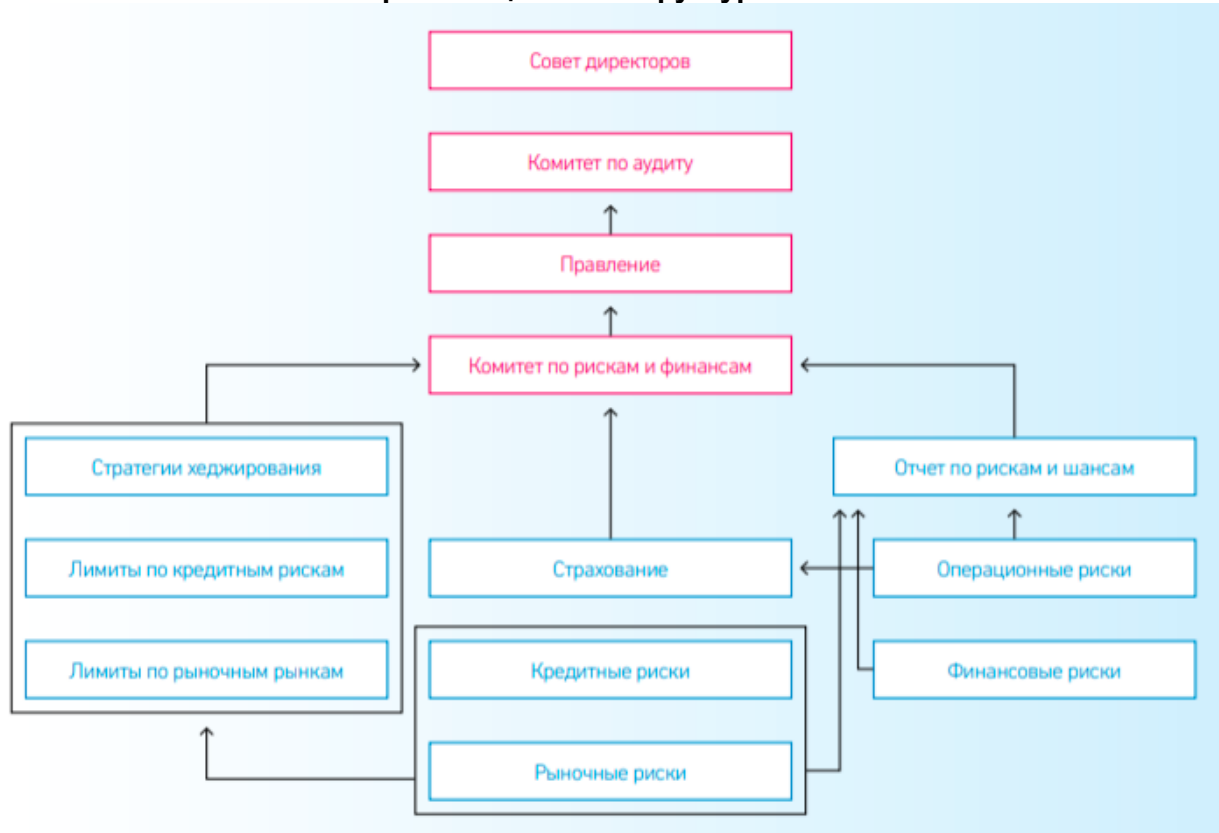 Совет директоров
Комитет по аудиту
Правление
Комитет по рискам и финансам
Стратегии хеджирования
Отчет по рискам и шансам
Лимиты по кредитным рискам
Страхование
Операционные риски
Лимиты по рыночным рынкам
Кредитные риски
Финансовые риски
Рыночные риски